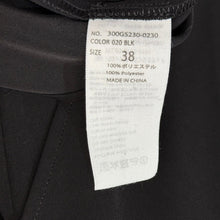 NO. 300GS230-0230
COLOR 020 BLK
SIZE 38
100%ポリエステル
100% Polyester
MADE IN CHINA